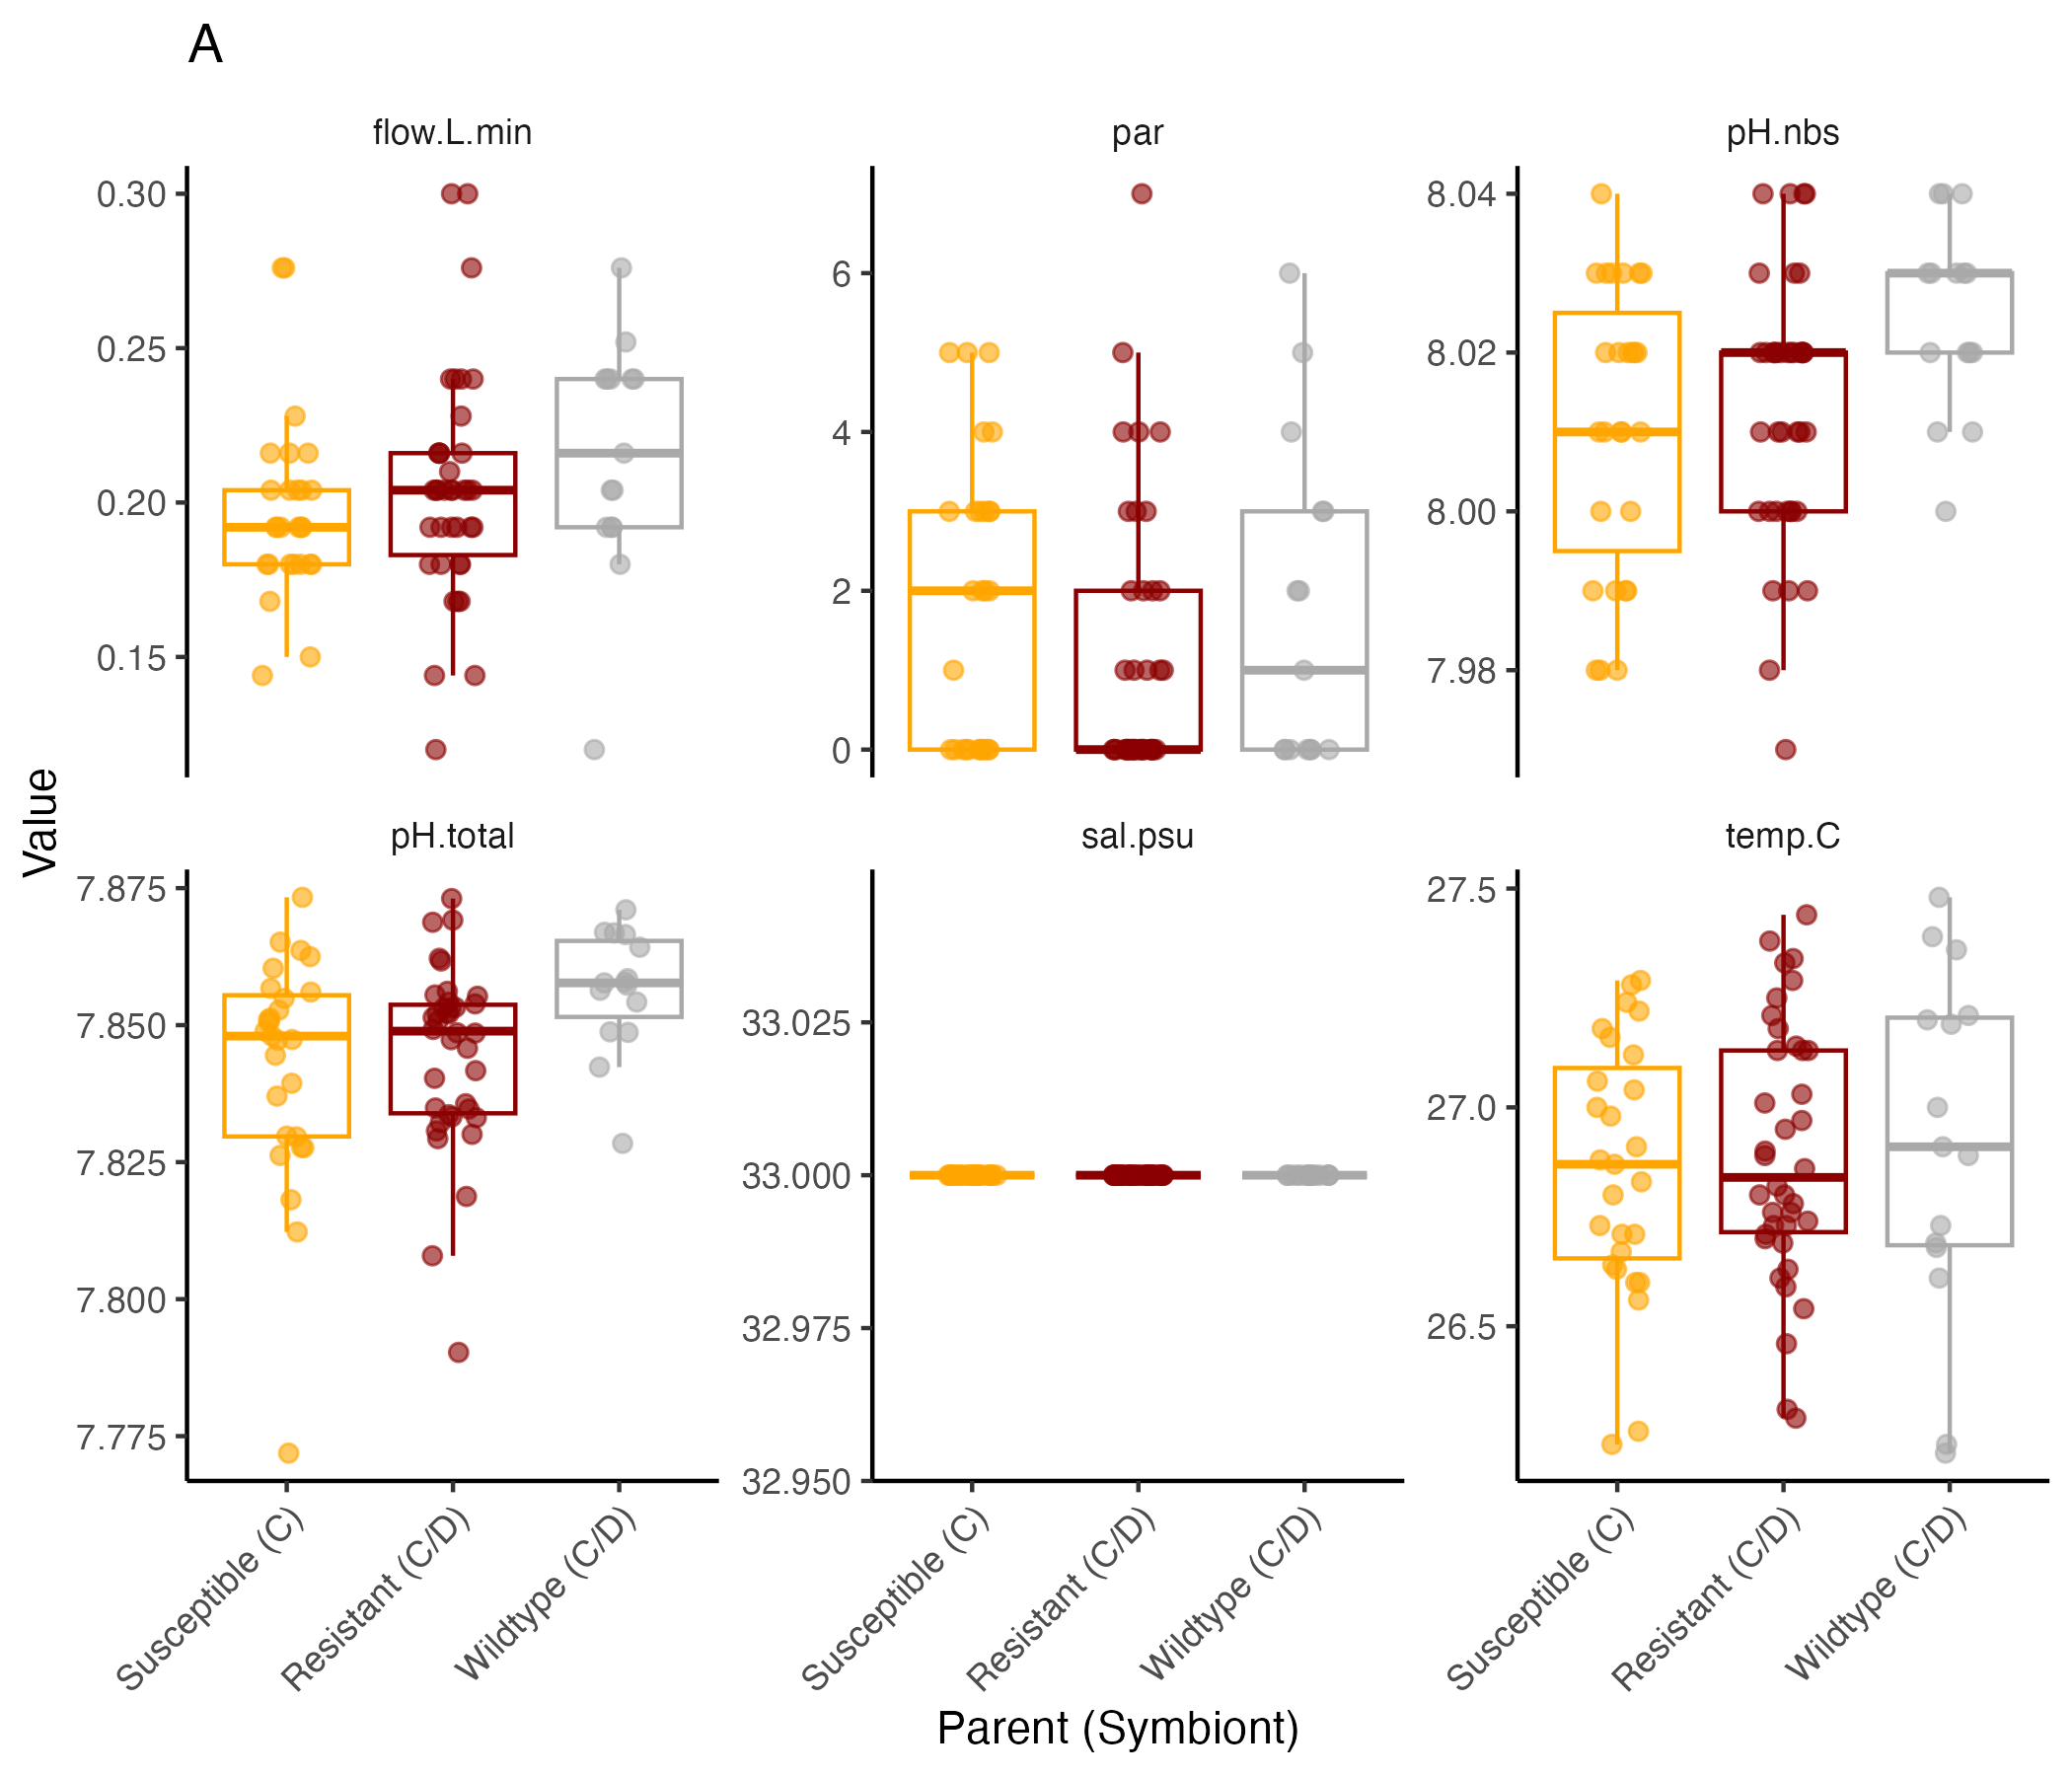 A
flow.L.min
par
pH.nbs
0.30
0.25
0.20
0.15
6
4
2
0
8.04
8.02
8.00
7.98
Value
pH.total
sal.psu
temp.C
7.875
7.850
7.825
7.800
7.775
33.025
33.000
32.975
32.950
27.5
27.0
26.5
Susceptible (C)
Resistant (C/D)
Wildtype (C/D)
Susceptible (C)
Resistant (C/D)
Wildtype (C/D)
Susceptible (C)
Resistant (C/D)
Wildtype (C/D)
Parent (Symbiont)